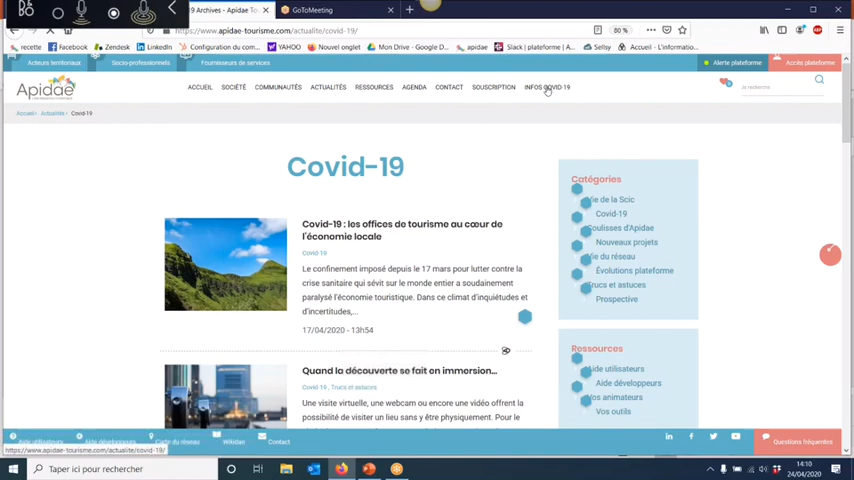 19 Archives - Apidae To...
GoToMeeting
https://www.apidae-tourisme.com/actualite/covid-19/
80 %
recette
Facebook
Zendesk
LinkedIn
Configuration du com...
YAHOO
Nouvel onglet
Mon Drive - Google D...
apidae
Slack | plateforme | A...
Sellsy
Accueil - L'informatio...
Acteurs territoriaux
Socio-professionnels
Fournisseurs de services
Alerte plateforme
Accès plateforme
Apidae
ACCUEIL
SOCIÉTÉ
COMMUNAUTÉS
ACTUALITÉS
RESSOURCES
AGENDA
CONTACT
SOUSCRIPTION
INFOS COVID-19
Je recherche
Accueil › Actualités › Covid-19
Covid-19
Covid-19 : les offices de tourisme au cœur de
l'économie locale
Covid-19
Le confinement imposé depuis le 17 mars pour lutter contre la
crise sanitaire qui sévit sur le monde entier a soudainement
paralysé l'économie touristique. Dans ce climat d'inquiétudes et
d'incertitudes,...
17/04/2020 - 13h54
Quand la découverte se fait en immersion...
Covid-19 , Trucs et astuces
Une visite virtuelle, une webcam ou encore une vidéo offrent la
possibilité de visiter un lieu sans y être physiquement. Pour le
Catégories
Vie de la Scic
Covid-19
Coulisses d'Apidae
Nouveaux projets
Vie du réseau
Évolutions plateforme
Trucs et astuces
Prospective
Ressources
Aide utilisateurs
Aide développeurs
Nos animateurs
Vos outils
Aide utilisateurs
Aide développeurs
Carte du réseau
Wikidae
Contact
Questions fréquentes
https://www.apidae-tourisme.com/actualite/covid-19/
Taper ici pour rechercher
14:10
24/04/2020